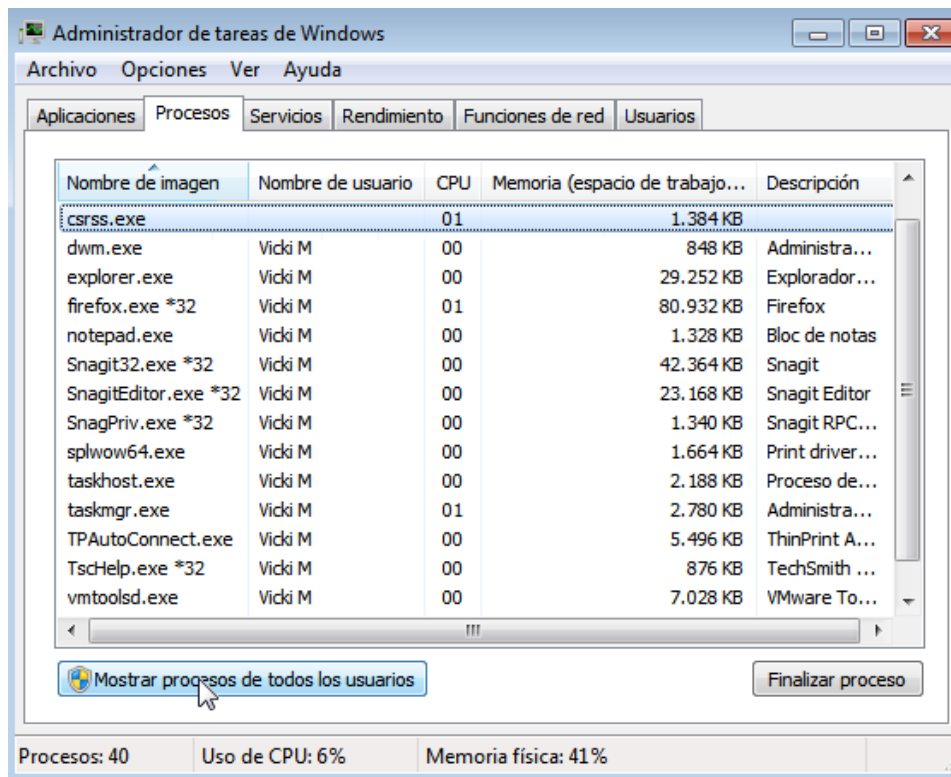 Administrador de tareas de Windows
Archivo Opciones Ver Ayuda
Aplicaciones Procesos Servicios Rendimiento Funciones de red Usuarios
Nombre de imagen Nombre de usuario CPU Memoria (espacio de trabajo... Descripción
csrss.exe 01 1.384 KB
dwm.exe Vicki M 00 848 KB Administra...
explorer.exe Vicki M 00 29.252 KB Explorador...
firefox.exe *32 Vicki M 01 80.932 KB Firefox
notepad.exe Vicki M 00 1.328 KB Bloc de notas
Snagit32.exe *32 Vicki M 00 42.364 KB Snagit
SnagitEditor.exe *32 Vicki M 00 23.168 KB Snagit Editor
SnagPriv.exe *32 Vicki M 00 1.340 KB Snagit RPC...
splwow64.exe Vicki M 00 1.664 KB Print driver...
taskhost.exe Vicki M 00 2.188 KB Proceso de...
taskmgr.exe Vicki M 01 2.780 KB Administra...
TPAutoConnect.exe Vicki M 00 5.496 KB ThinPrint A...
TscHelp.exe *32 Vicki M 00 876 KB TechSmith ...
vmtoolsd.exe Vicki M 00 7.028 KB VMware To...
Mostrar procesos de todos los usuarios Finalizar proceso
Procesos: 40 Uso de CPU: 6% Memoria física: 41%